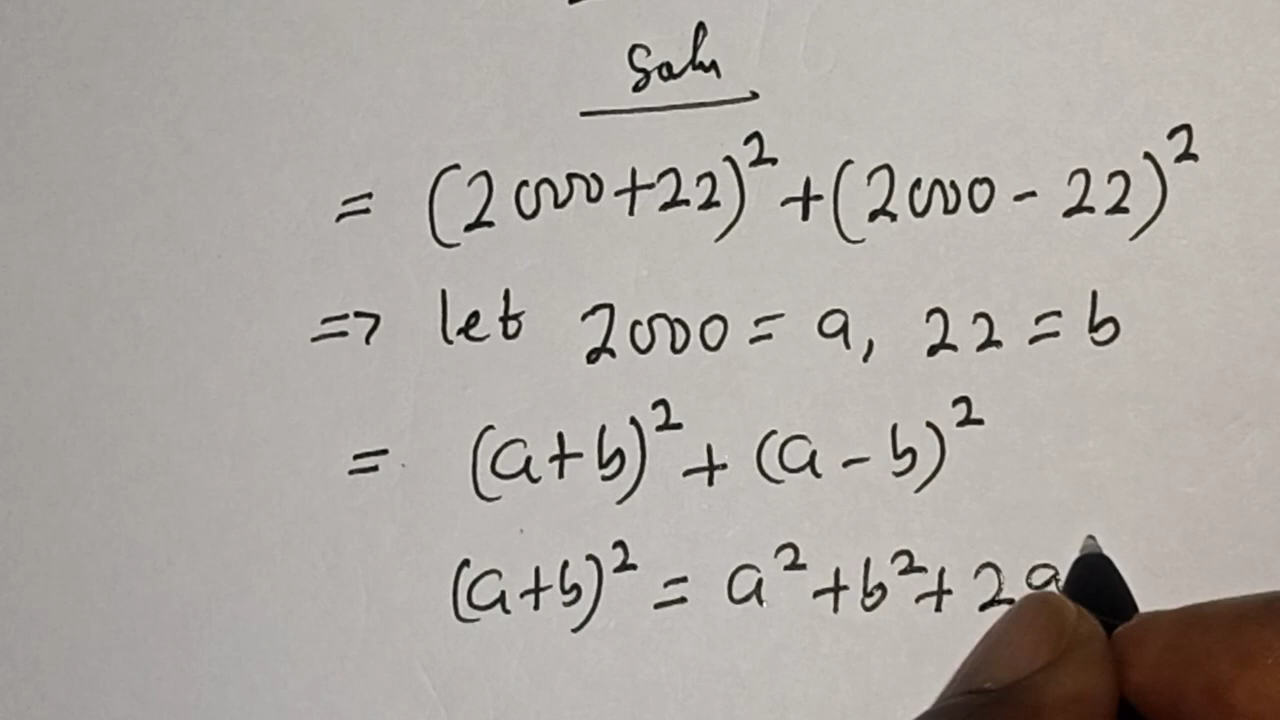 Soln
= (2000+22)² + (2000 - 22)²
=> let 2000 = a, 22 = b
= (a+b)² + (a - b)²
(a+b)² = a² + b² + 2a